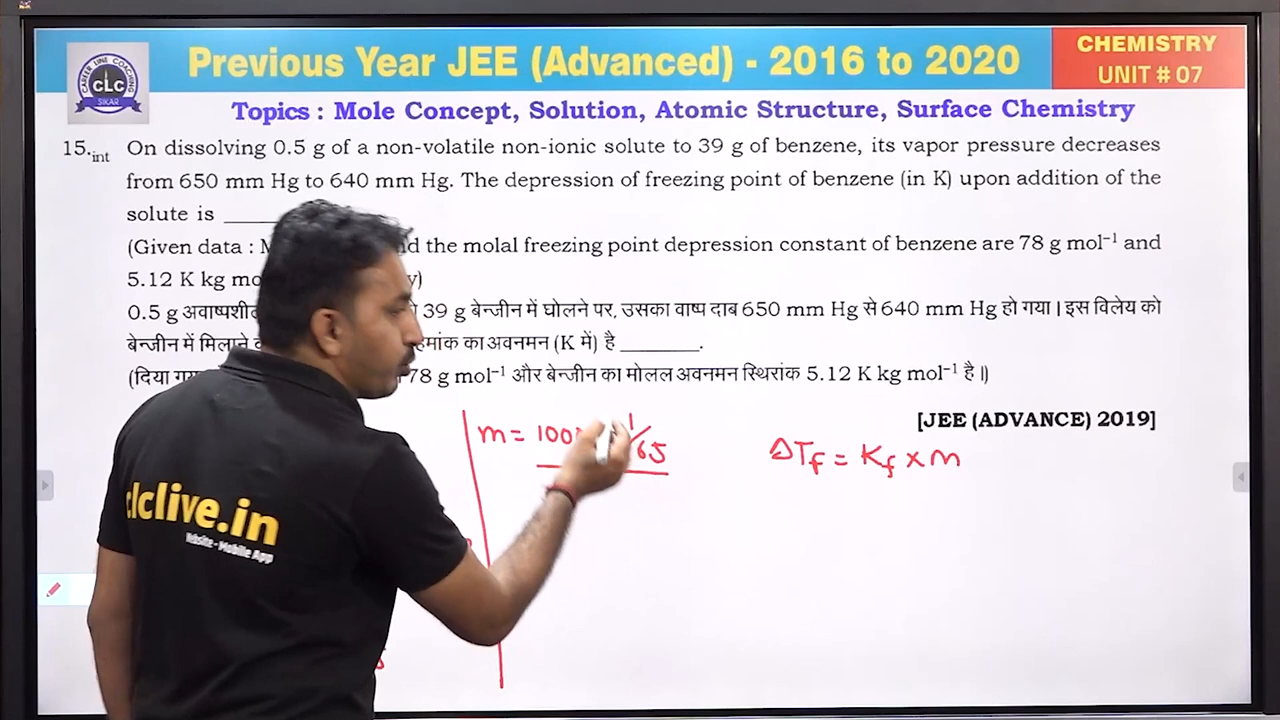 Previous Year JEE (Advanced) - 2016 to 2020
CHEMISTRY
UNIT # 07
CAREER LINE COACHING
CLC
SIKAR
Topics : Mole Concept, Solution, Atomic Structure, Surface Chemistry
15.int On dissolving 0.5 g of a non-volatile non-ionic solute to 39 g of benzene, its vapor pressure decreases
from 650 mm Hg to 640 mm Hg. The depression of freezing point of benzene (in K) upon addition of the
solute is ______
(Given data : the molal freezing point depression constant of benzene are 78 g mol⁻¹ and
5.12 K kg
0.5 g 39 g बेन्जीन में घोलने पर, उसका वाष्प दाब 650 mm Hg से 640 mm Hg हो गया। इस विलेय को
बेन्जीन में मिलाने का अवनमन (K में) है ________.
(दिया 78 g mol⁻¹ और बेन्जीन का मोलल अवनमन स्थिरांक 5.12 K kg mol⁻¹ है।)
[JEE (ADVANCE) 2019]
m = 1/65
ΔTf = Kf × m
clclive.in
Website - Mobile App